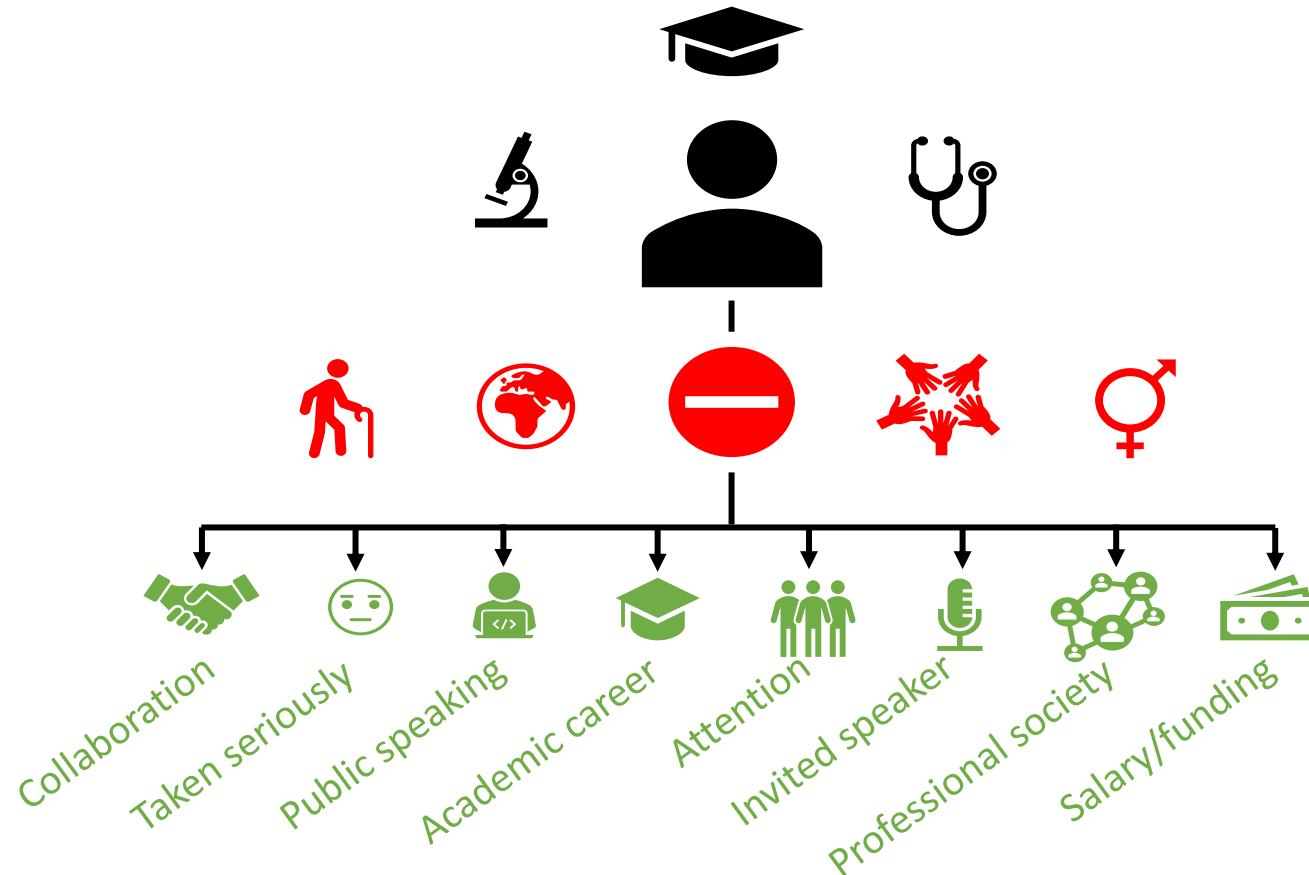 Collaboration
Taken seriously
Public speaking
Academic career
Attention
Invited speaker
Professional society
Salary/funding